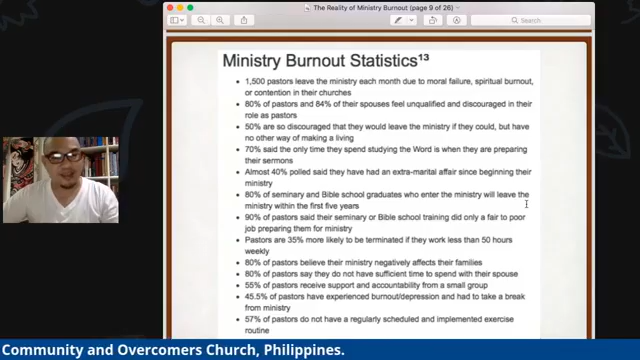 The Reality of Ministry Burnout (page 9 of 26)
Search
Ministry Burnout Statistics¹³
• 1,500 pastors leave the ministry each month due to moral failure, spiritual burnout,
or contention in their churches
• 80% of pastors and 84% of their spouses feel unqualified and discouraged in their
role as pastors
• 50% are so discouraged that they would leave the ministry if they could, but have
no other way of making a living
• 70% said the only time they spend studying the Word is when they are preparing
their sermons
• Almost 40% polled said they have had an extra-marital affair since beginning their
ministry
• 80% of seminary and Bible school graduates who enter the ministry will leave the
ministry within the first five years
• 90% of pastors said their seminary or Bible school training did only a fair to poor
job preparing them for ministry
• Pastors are 35% more likely to be terminated if they work less than 50 hours
weekly
• 80% of pastors believe their ministry negatively affects their families
• 80% of pastors say they do not have sufficient time to spend with their spouse
• 55% of pastors receive support and accountability from a small group
• 45.5% of pastors have experienced burnout/depression and had to take a break
from ministry
• 57% of pastors do not have a regularly scheduled and implemented exercise
routine
Community and Overcomers Church, Philippines.